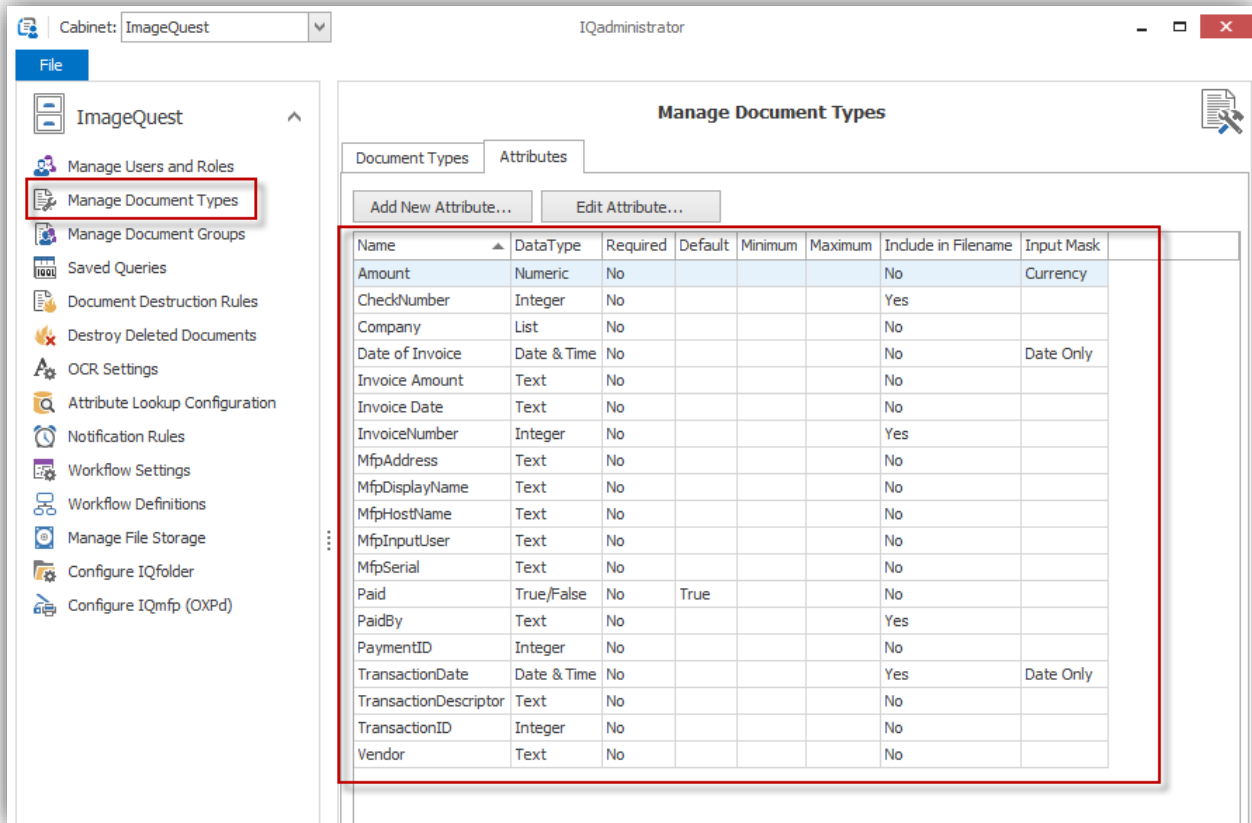 Cabinet: ImageQuest
IQadministrator
File
ImageQuest
Manage Users and Roles
Manage Document Types
Manage Document Groups
Saved Queries
Document Destruction Rules
Destroy Deleted Documents
OCR Settings
Attribute Lookup Configuration
Notification Rules
Workflow Settings
Workflow Definitions
Manage File Storage
Configure IQfolder
Configure IQmfp (OXPd)
Manage Document Types
Document Types Attributes
Add New Attribute... Edit Attribute...
Name DataType Required Default Minimum Maximum Include in Filename Input Mask
Amount Numeric No No Currency
CheckNumber Integer No Yes
Company List No No
Date of Invoice Date & Time No No Date Only
Invoice Amount Text No No
Invoice Date Text No No
InvoiceNumber Integer No Yes
MfpAddress Text No No
MfpDisplayName Text No No
MfpHostName Text No No
MfpInputUser Text No No
MfpSerial Text No No
Paid True/False No True No
PaidBy Text No Yes
PaymentID Integer No No
TransactionDate Date & Time No Yes Date Only
TransactionDescriptor Text No No
TransactionID Integer No No
Vendor Text No No